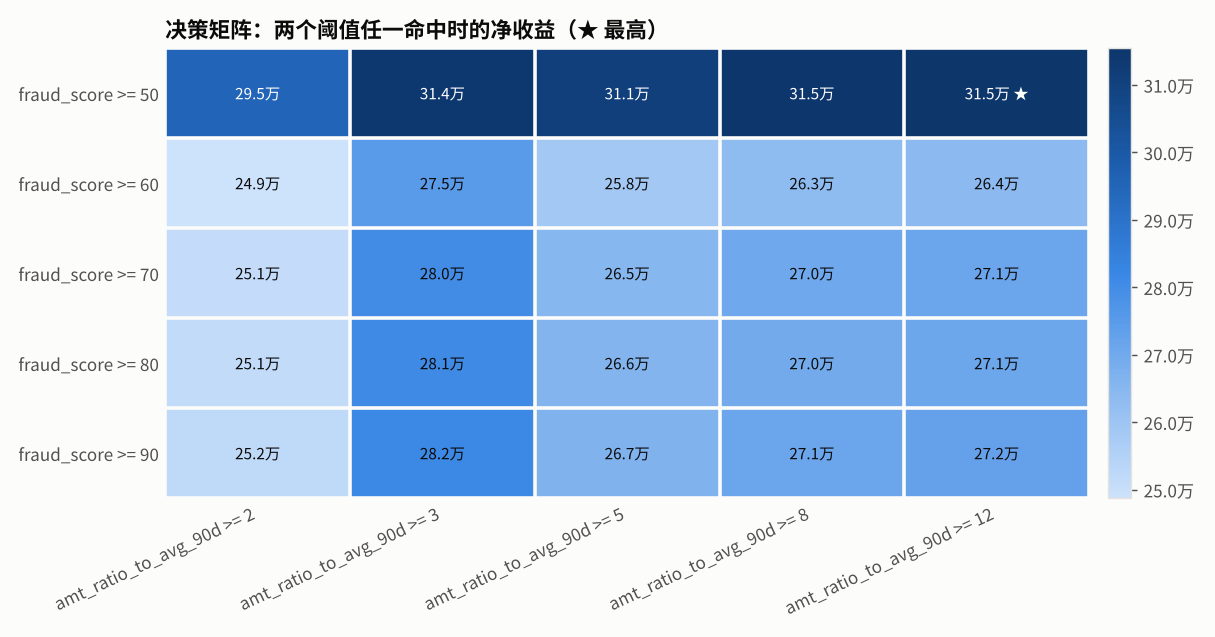 决策矩阵：两个阈值任一命中时的净收益（★ 最高）
fraud_score >= 50
29.5万
31.4万
31.1万
31.5万
31.5万 ★
fraud_score >= 60
24.9万
27.5万
25.8万
26.3万
26.4万
fraud_score >= 70
25.1万
28.0万
26.5万
27.0万
27.1万
fraud_score >= 80
25.1万
28.1万
26.6万
27.0万
27.1万
fraud_score >= 90
25.2万
28.2万
26.7万
27.1万
27.2万
amt_ratio_to_avg_90d >= 2
amt_ratio_to_avg_90d >= 3
amt_ratio_to_avg_90d >= 5
amt_ratio_to_avg_90d >= 8
amt_ratio_to_avg_90d >= 12
31.0万
30.0万
29.0万
28.0万
27.0万
26.0万
25.0万